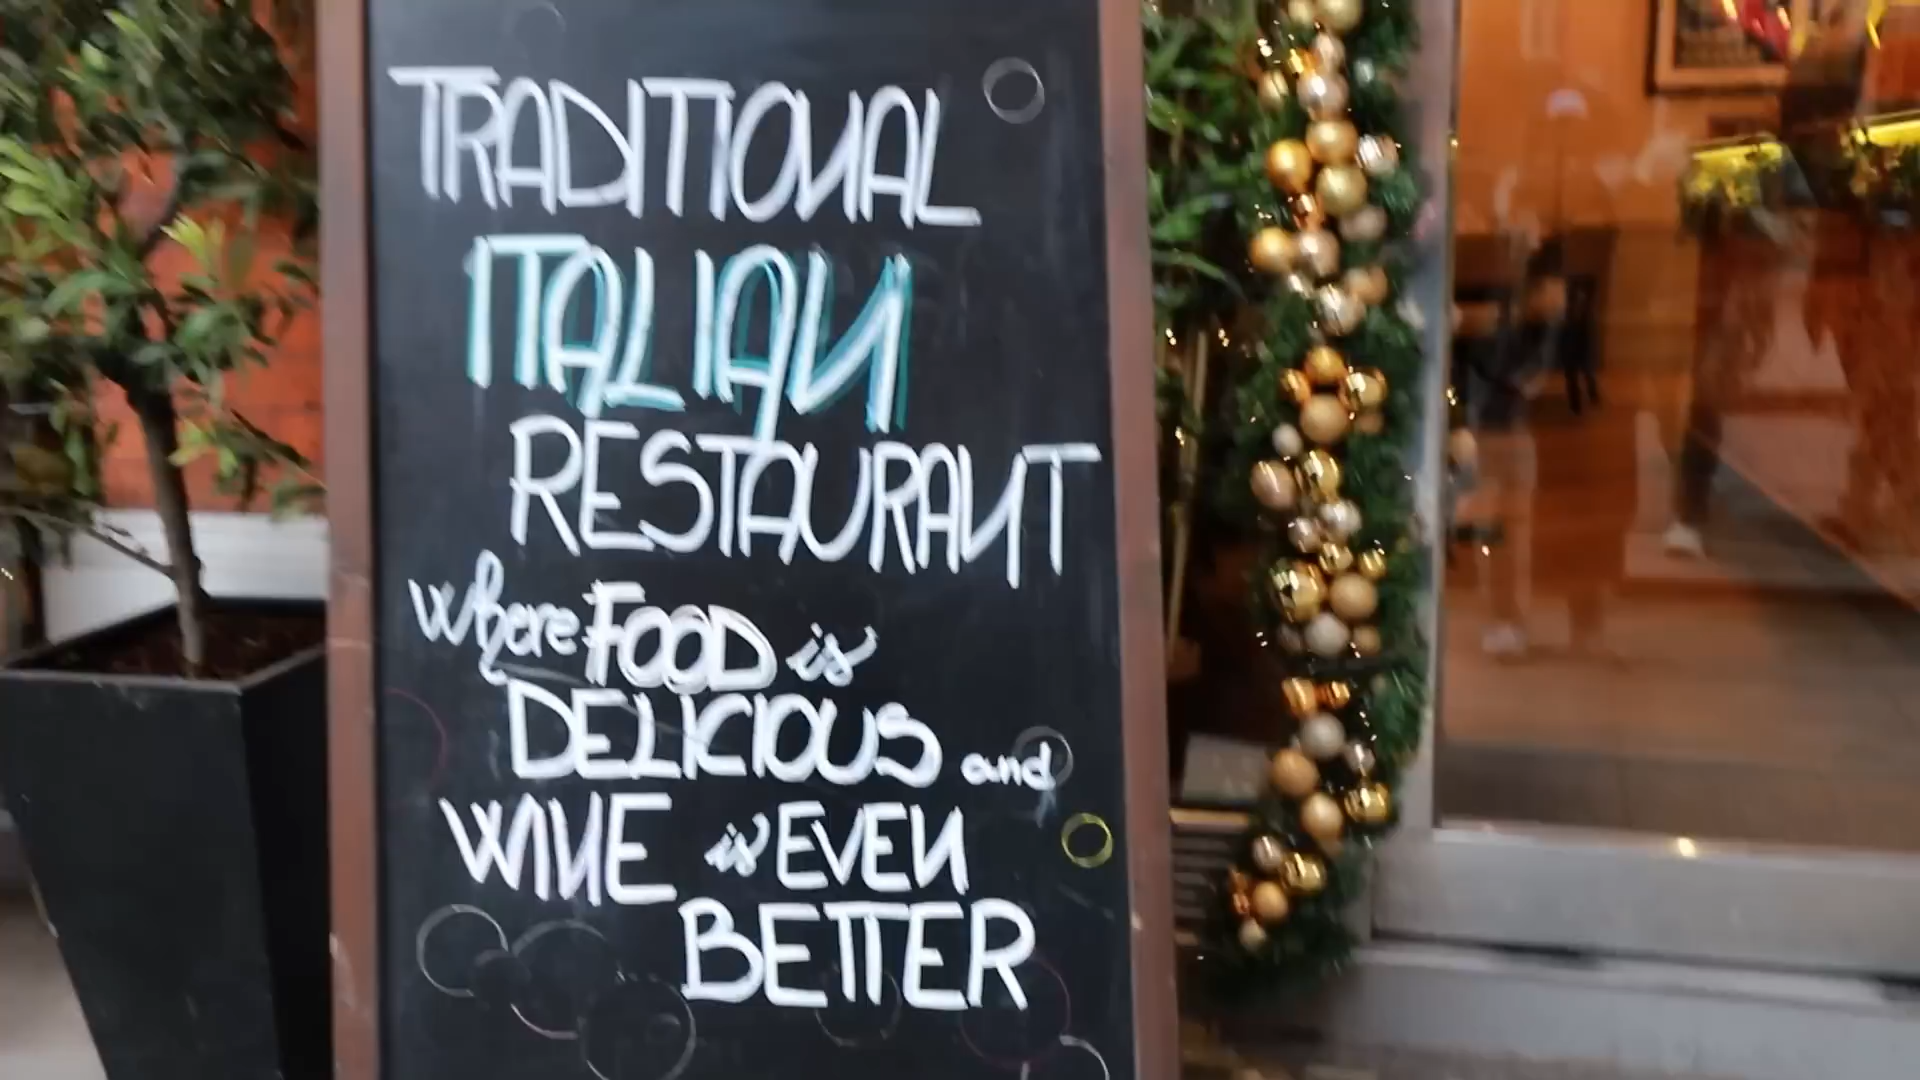 TRADITIONAL
ITALIAN
RESTAURANT
where FOOD is
DELICIOUS and
WINE is EVEN
BETTER